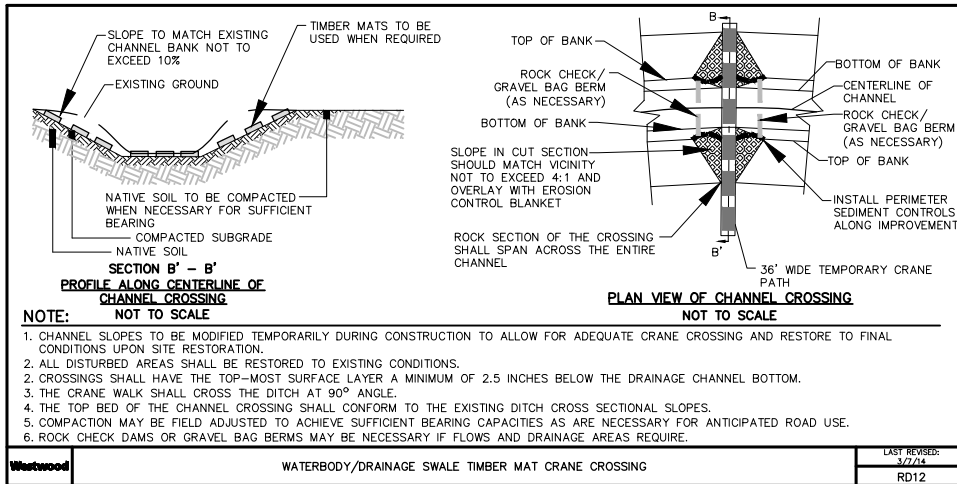 SLOPE TO MATCH EXISTING
CHANNEL BANK NOT TO
EXCEED 10%
EXISTING GROUND
TIMBER MATS TO BE
USED WHEN REQUIRED
NATIVE SOIL TO BE COMPACTED
WHEN NECESSARY FOR SUFFICIENT
BEARING
COMPACTED SUBGRADE
NATIVE SOIL
SECTION B' - B'
PROFILE ALONG CENTERLINE OF
CHANNEL CROSSING
NOT TO SCALE
B
TOP OF BANK
ROCK CHECK/
GRAVEL BAG BERM
(AS NECESSARY)
BOTTOM OF BANK
SLOPE IN CUT SECTION
SHOULD MATCH VICINITY
NOT TO EXCEED 4:1 AND
OVERLAY WITH EROSION
CONTROL BLANKET
ROCK SECTION OF THE CROSSING
SHALL SPAN ACROSS THE ENTIRE
CHANNEL
BOTTOM OF BANK
CENTERLINE OF
CHANNEL
ROCK CHECK/
GRAVEL BAG BERM
(AS NECESSARY)
TOP OF BANK
INSTALL PERIMETER
SEDIMENT CONTROLS
ALONG IMPROVEMENT
B'
36' WIDE TEMPORARY CRANE
PATH
PLAN VIEW OF CHANNEL CROSSING
NOT TO SCALE
NOTE:
1. CHANNEL SLOPES TO BE MODIFIED TEMPORARILY DURING CONSTRUCTION TO ALLOW FOR ADEQUATE CRANE CROSSING AND RESTORE TO FINAL
CONDITIONS UPON SITE RESTORATION.
2. ALL DISTURBED AREAS SHALL BE RESTORED TO EXISTING CONDITIONS.
2. CROSSINGS SHALL HAVE THE TOP-MOST SURFACE LAYER A MINIMUM OF 2.5 INCHES BELOW THE DRAINAGE CHANNEL BOTTOM.
3. THE CRANE WALK SHALL CROSS THE DITCH AT 90° ANGLE.
4. THE TOP BED OF THE CHANNEL CROSSING SHALL CONFORM TO THE EXISTING DITCH CROSS SECTIONAL SLOPES.
5. COMPACTION MAY BE FIELD ADJUSTED TO ACHIEVE SUFFICIENT BEARING CAPACITIES AS ARE NECESSARY FOR ANTICIPATED ROAD USE.
6. ROCK CHECK DAMS OR GRAVEL BAG BERMS MAY BE NECESSARY IF FLOWS AND DRAINAGE AREAS REQUIRE.
Westwood
WATERBODY/DRAINAGE SWALE TIMBER MAT CRANE CROSSING
LAST REVISED:
3/7/14
RD12